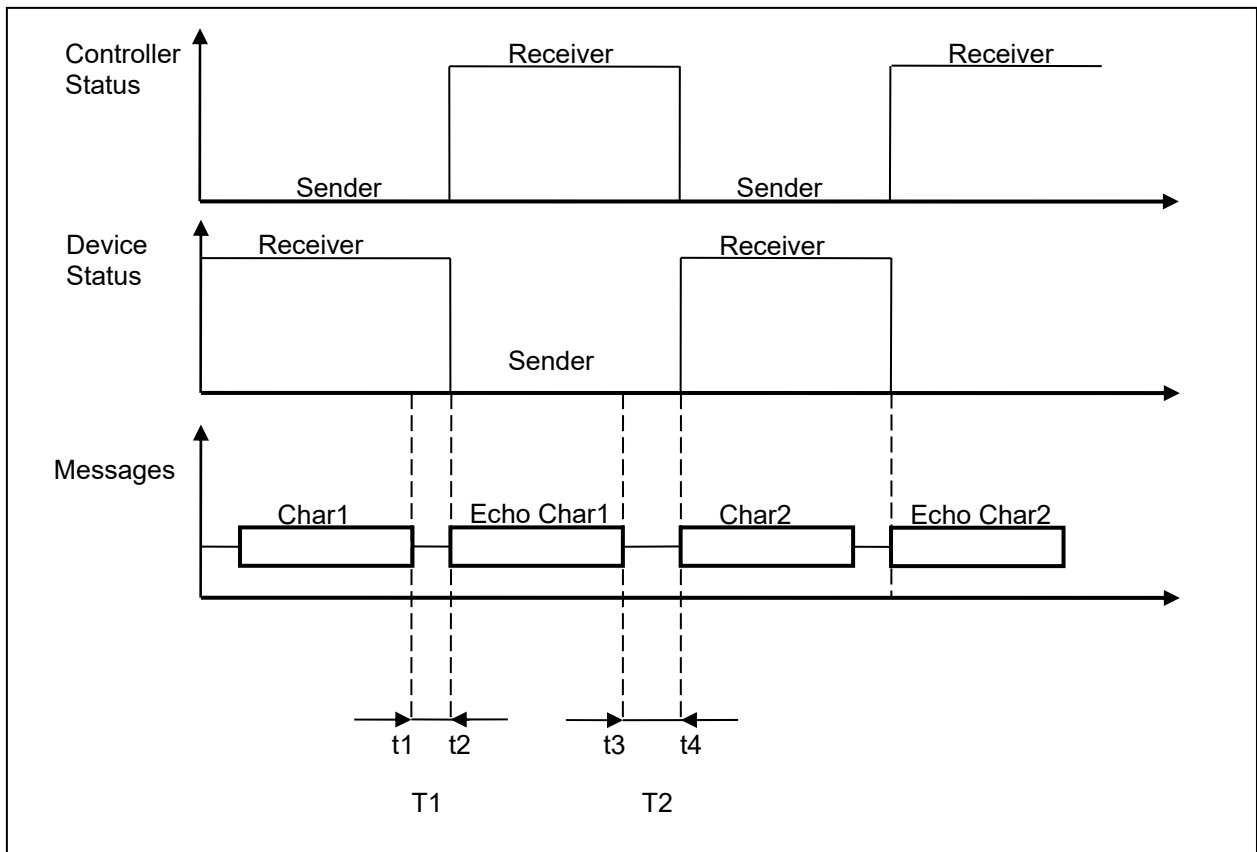 Controller
Status
Receiver
Receiver
Sender
Sender
Device
Status
Receiver
Receiver
Sender
Messages
Char1
Echo Char1
Char2
Echo Char2
t1
t2
t3
t4
T1
T2